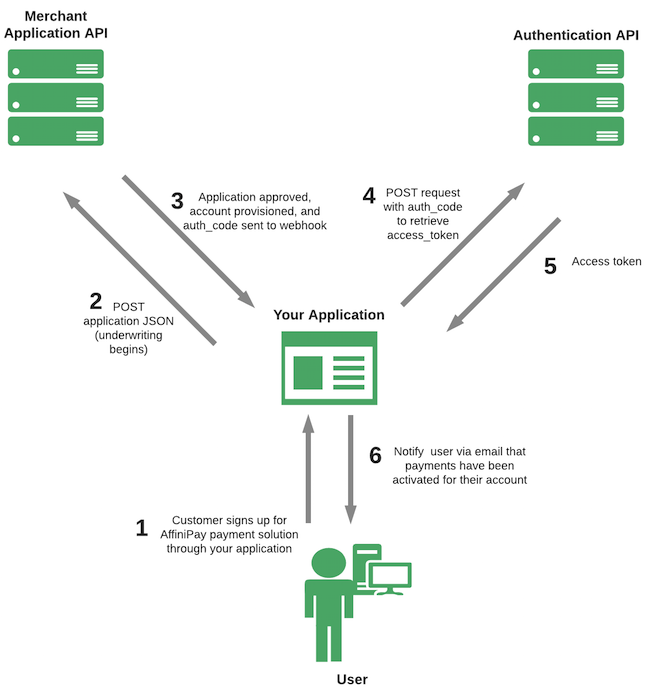 Merchant
Application API
Authentication API
3
Application approved,
account provisioned, and
auth_code sent to webhook
4
POST request
with auth_code
to retrieve
access_token
5
Access token
2
POST
application JSON
(underwriting
begins)
Your Application
6
Notify  user via email that
payments have been
activated for their account
1
Customer signs up for
AffiniPay payment solution
through your application
User